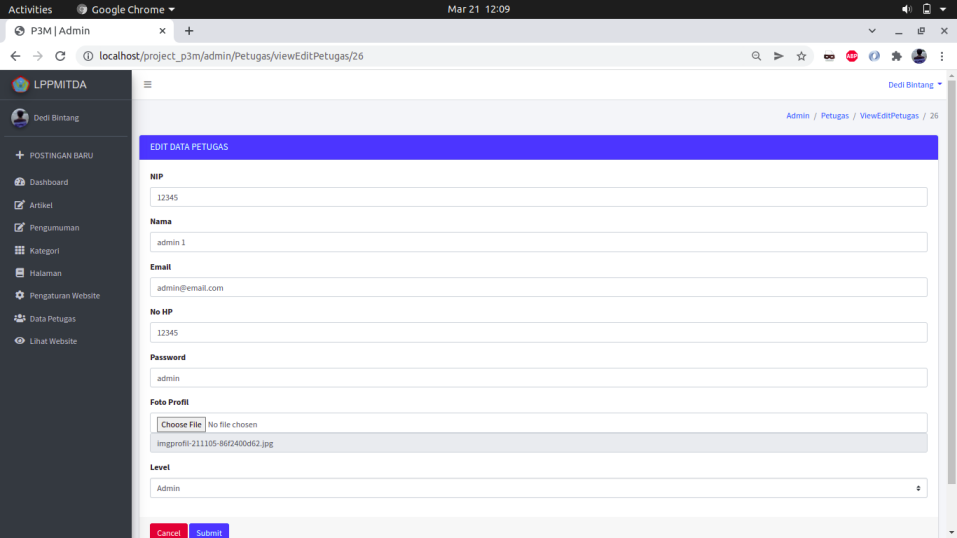 Activities Google Chrome Mar 21 12:09
P3M | Admin
localhost/project_p3m/admin/Petugas/viewEditPetugas/26
ABP
LPPMITDA
Dedi Bintang
Dedi Bintang
Admin / Petugas / ViewEditPetugas / 26
POSTINGAN BARU
Dashboard
Artikel
Pengumuman
Kategori
Halaman
Pengaturan Website
Data Petugas
Lihat Website
EDIT DATA PETUGAS
NIP
12345
Nama
admin 1
Email
admin@email.com
No HP
12345
Password
admin
Foto Profil
Choose File No file chosen
imgprofil-211105-86f2400d62.jpg
Level
Admin
Cancel Submit